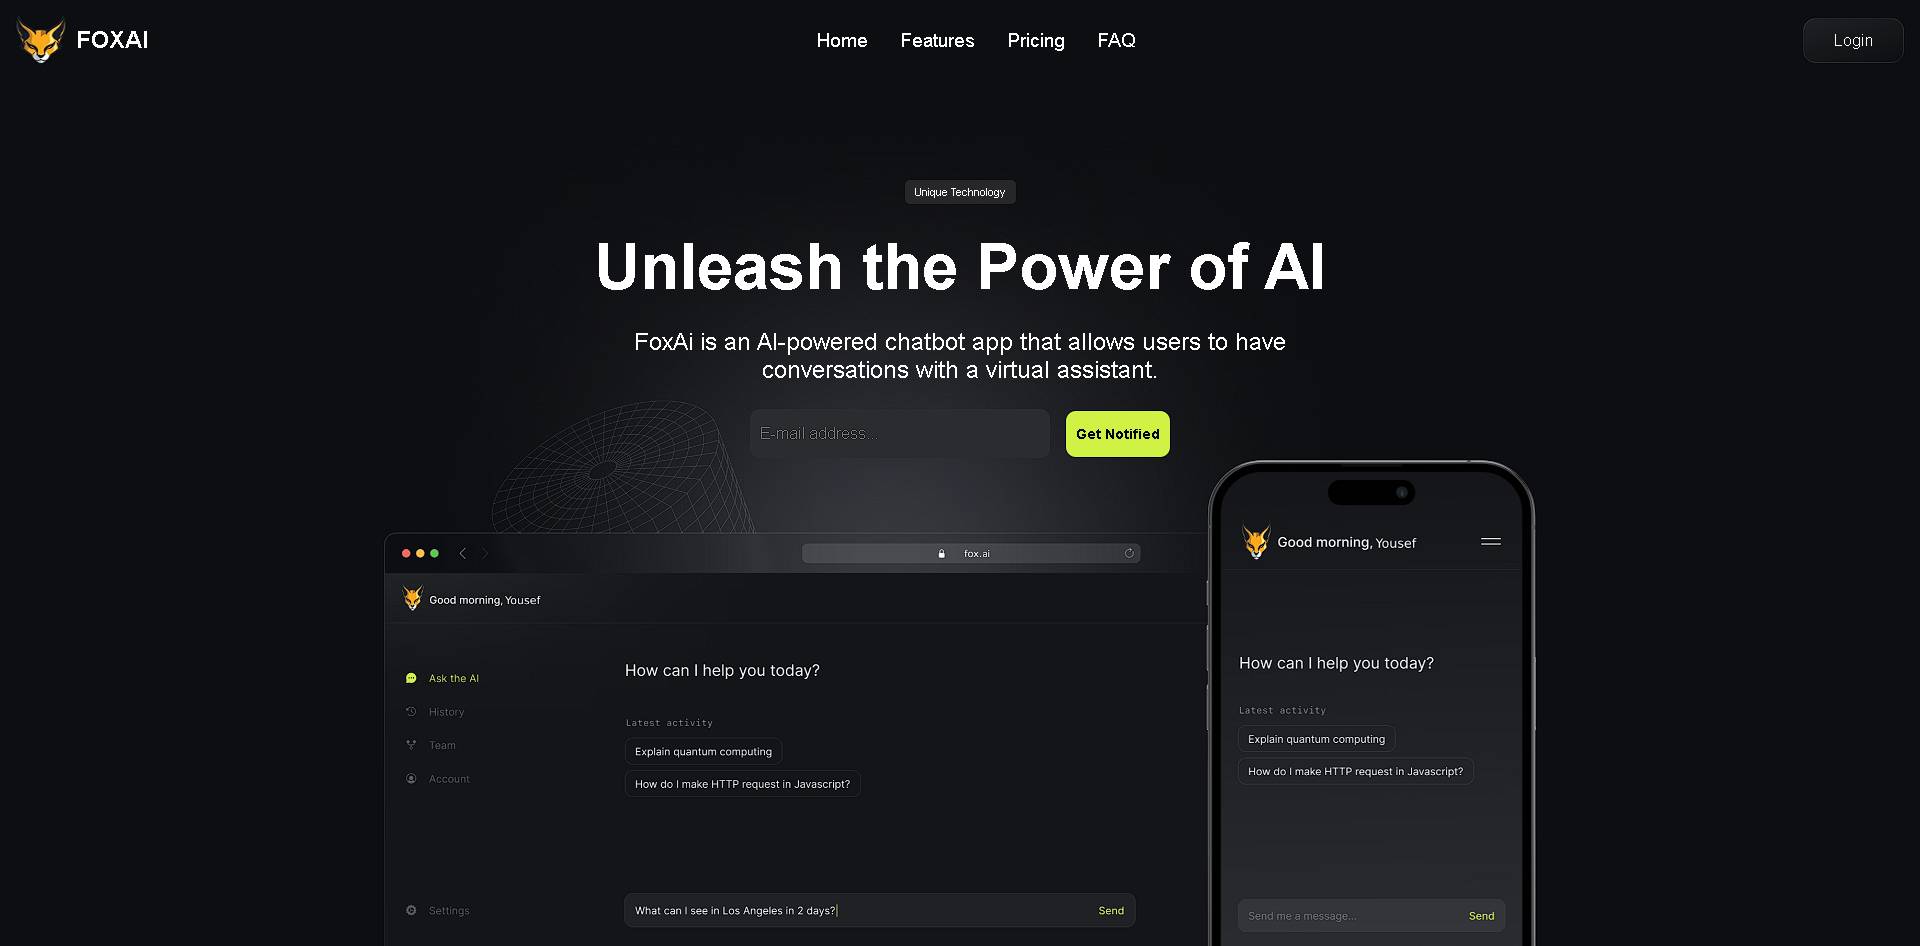 FOXAI
Home Features Pricing FAQ
Login
Unique Technology
Unleash the Power of AI
FoxAi is an AI-powered chatbot app that allows users to have
conversations with a virtual assistant.
E-mail address...
Get Notified
fox.ai
Good morning, Yousef
Ask the AI
History
Team
Account
Settings
How can I help you today?
Latest activity
Explain quantum computing
How do I make HTTP request in Javascript?
What can I see in Los Angeles in 2 days?
Send
Good morning, Yousef
How can I help you today?
Latest activity
Explain quantum computing
How do I make HTTP request in Javascript?
Send me a message...
Send